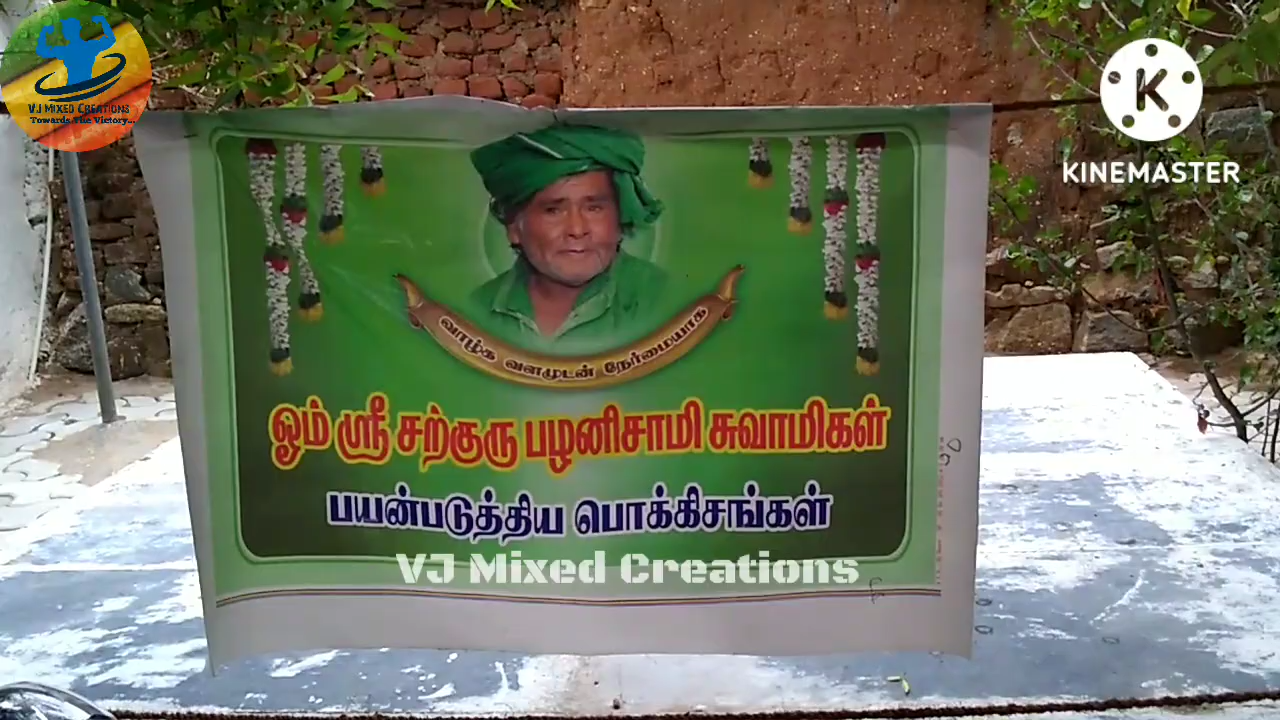 VJ MIXED CREATIONS
Towards The Victory...
K
KINEMASTER
வாழ்க வளமுடன் நேர்மையாக
ஓம் ஸ்ரீ சற்குரு பழனிசாமி சுவாமிகள்
பயன்படுத்திய பொக்கிசங்கள்
VJ Mixed Creations